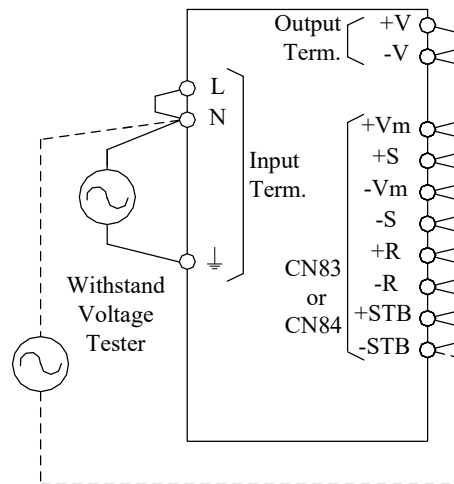 Output
Term.
+V
-V
L
N
Input
Term.
+Vm
+S
-Vm
-S
+R
-R
+STB
-STB
CN83
or
CN84
Withstand
Voltage
Tester